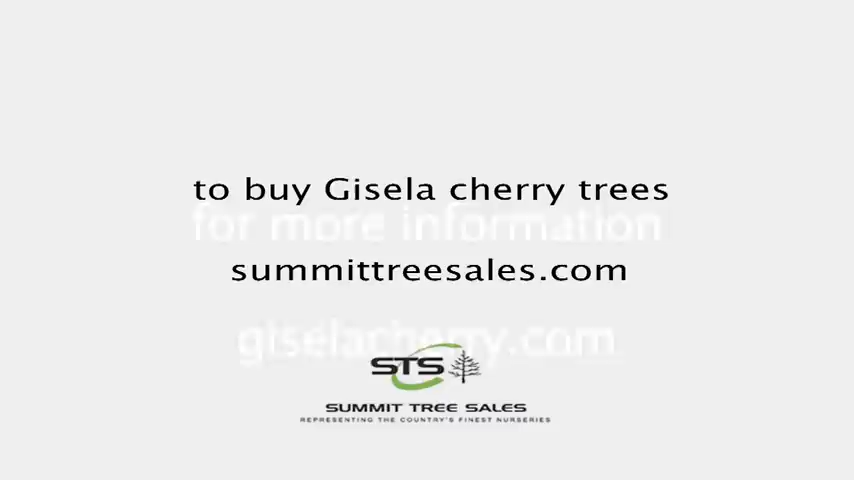 to buy Gisela cherry trees
for more information
summittreesales.com
giselacherry.com
STS
SUMMIT TREE SALES
REPRESENTING THE COUNTRY'S FINEST NURSERIES